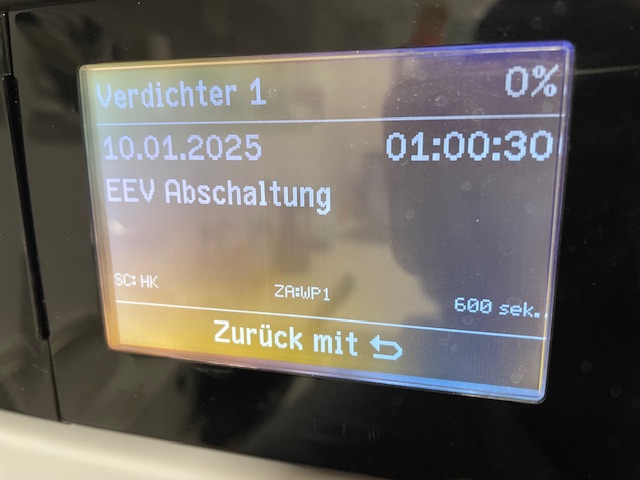 Verdichter 1 0%
10.01.2025 01:00:30
EEV Abschaltung
SC: HK ZA:WP1 600 sek.
Zurück mit